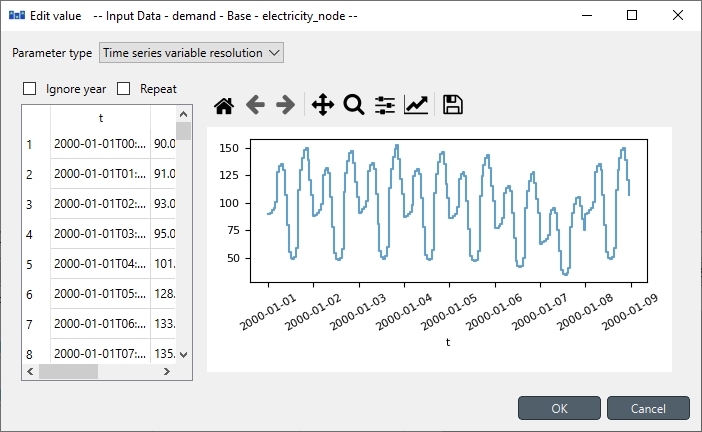 Edit value -- Input Data - demand - Base - electricity_node --
Parameter type Time series variable resolution
Ignore year Repeat
t
1 2000-01-01T00:... 90.0
2 2000-01-01T01:... 91.0
3 2000-01-01T02:... 93.0
4 2000-01-01T03:... 95.0
5 2000-01-01T04:... 101.
6 2000-01-01T05:... 128.
7 2000-01-01T06:... 133.
8 2000-01-01T07:... 135.
150
125
100
75
50
2000-01-01
2000-01-02
2000-01-03
2000-01-04
2000-01-05
2000-01-06
2000-01-07
2000-01-08
2000-01-09
t
OK Cancel